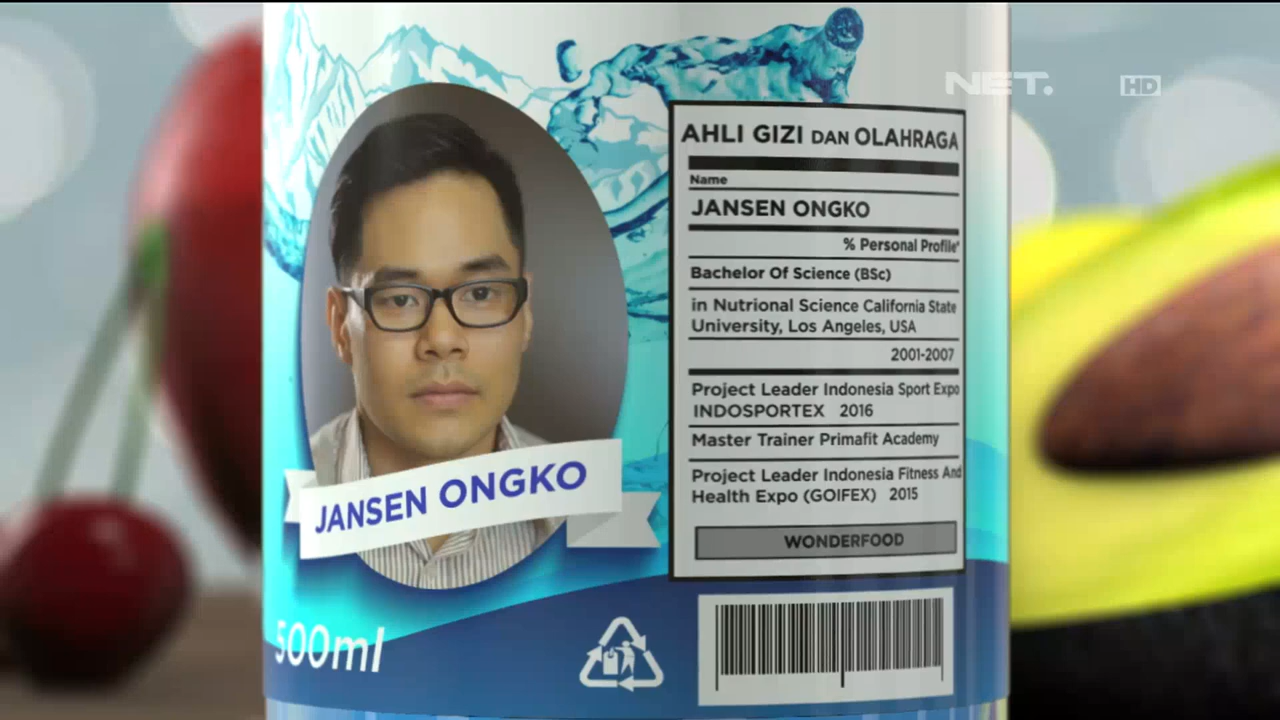 NET. HD
AHLI GIZI DAN OLAHRAGA
Name
JANSEN ONGKO
% Personal Profile*
Bachelor Of Science (BSc)
in Nutrional Science California State
University, Los Angeles, USA
2001-2007
Project Leader Indonesia Sport Expo
INDOSPORTEX 2016
Master Trainer Primafit Academy
Project Leader Indonesia Fitness And
Health Expo (GOIFEX) 2015
WONDERFOOD
JANSEN ONGKO
500ml